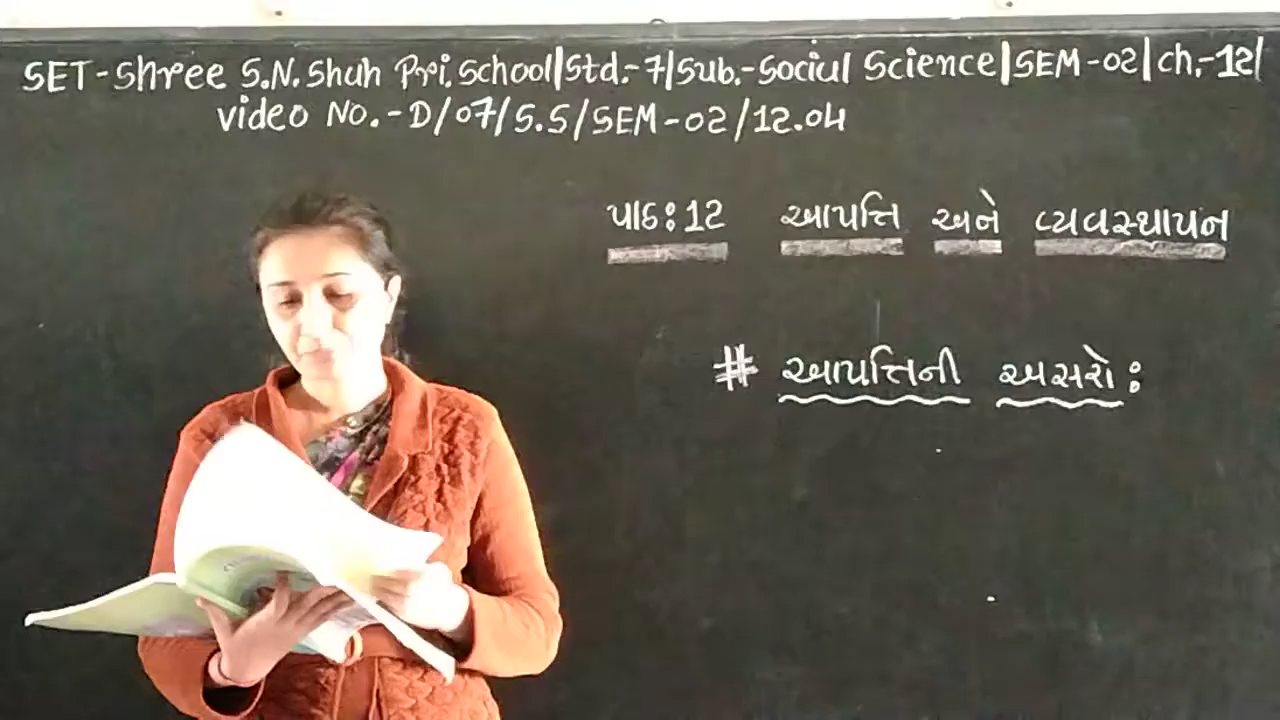 SET-Shree S.N.Shah Pri.School|Std.-7|Sub.-Social Science|SEM-02|ch.-12|
video NO.-D/07/S.S/SEM-02/12.04
પાઠ:12 આપત્તિ અને વ્યવસ્થાપન
# આપત્તિની અસરો: